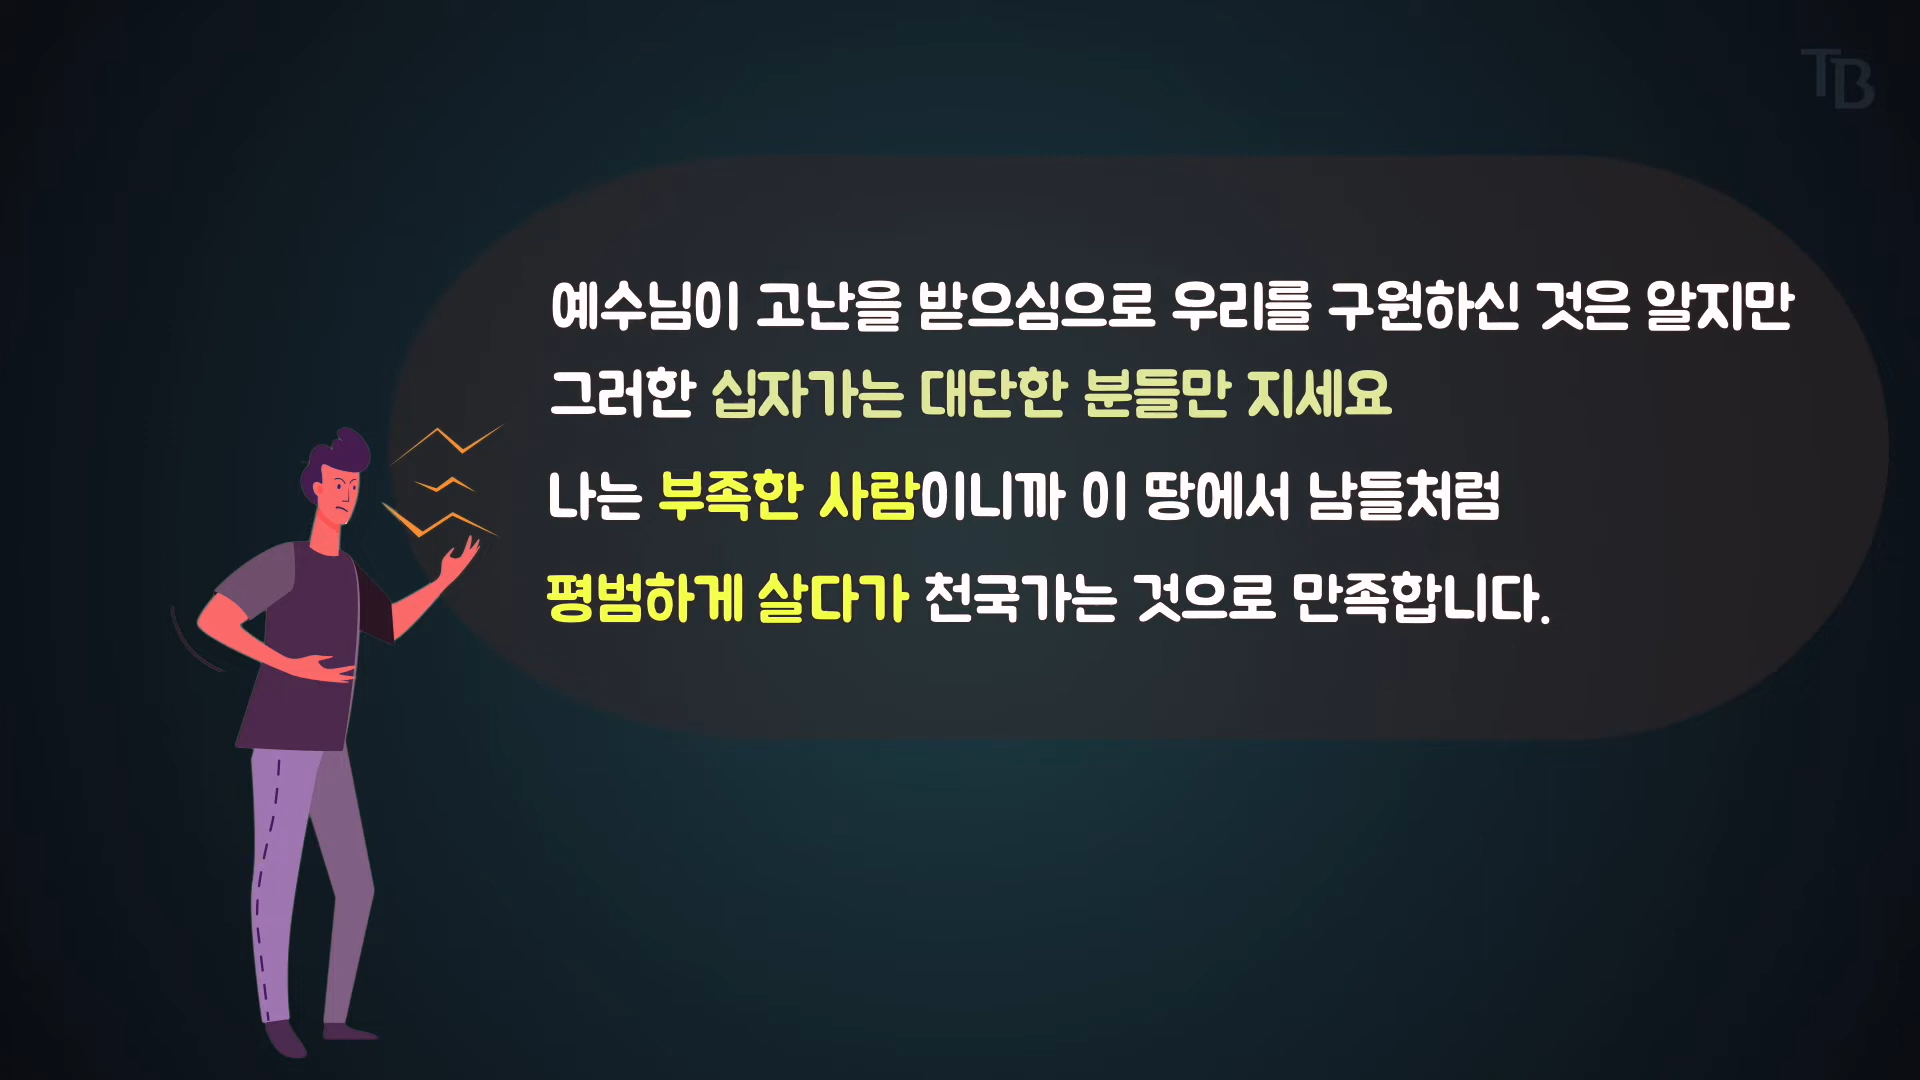 TB
예수님이 고난을 받으심으로 우리를 구원하신 것은 알지만
그러한 십자가는 대단한 분들만 지세요
나는 부족한 사람이니까 이 땅에서 남들처럼
평범하게 살다가 천국가는 것으로 만족합니다.